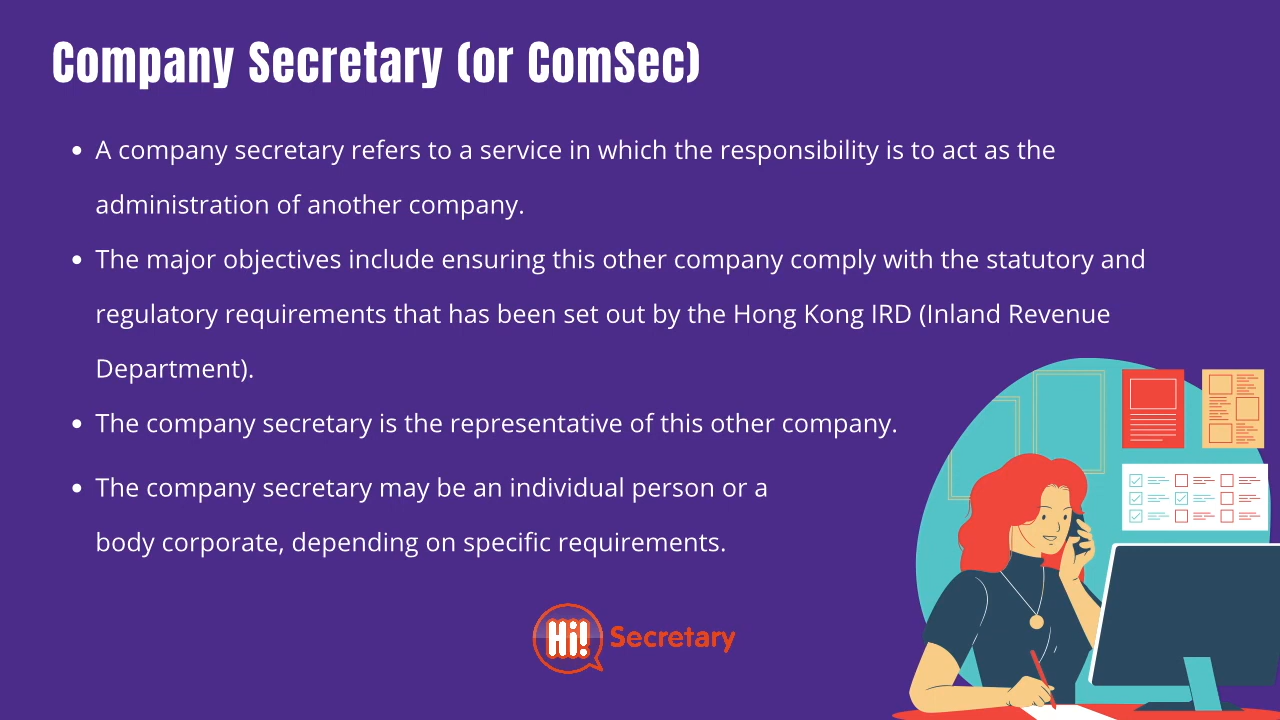 Company Secretary (or ComSec)
• A company secretary refers to a service in which the responsibility is to act as the
administration of another company.
• The major objectives include ensuring this other company comply with the statutory and
regulatory requirements that has been set out by the Hong Kong IRD (Inland Revenue
Department).
• The company secretary is the representative of this other company.
• The company secretary may be an individual person or a
body corporate, depending on specific requirements.
Hi! Secretary